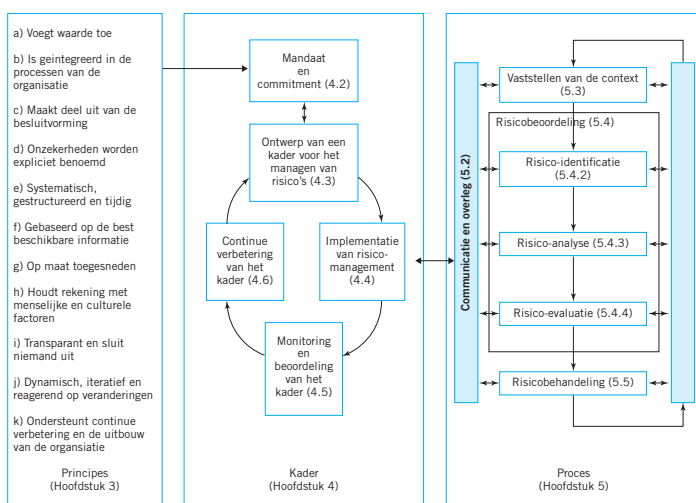 a) Voegt waarde toe
b) Is geintegreerd in de
processen van de
organisatie
c) Maakt deel uit van de
besluitvorming
d) Onzekerheden worden
expliciet benoemd
e) Systematisch,
gestructureerd en tijdig
f) Gebaseerd op de best
beschikbare informatie
g) Op maat toegesneden
h) Houdt rekening met
menselijke en culturele
factoren
i) Transparant en sluit
niemand uit
j) Dynamisch, iteratief en
reagerend op veranderingen
k) Ondersteunt continue
verbetering en de uitbouw
van de organsiatie
Principes
(Hoofdstuk 3)
Mandaat
en
commitment (4.2)
Ontwerp van een
kader voor het
managen van
risico's (4.3)
Continue
verbetering
van het
kader (4.6)
Implementatie
van risico-
management
(4.4)
Monitoring
en
beoordeling
van het
kader (4.5)
Kader
(Hoofdstuk 4)
Communicatie en overleg (5.2)
Vaststellen van de context
(5.3)
Risicobeoordeling (5.4)
Risico-identificatie
(5.4.2)
Risico-analyse (5.4.3)
Risico-evaluatie (5.4.4)
Risicobehandeling (5.5)
Proces
(Hoofdstuk 5)